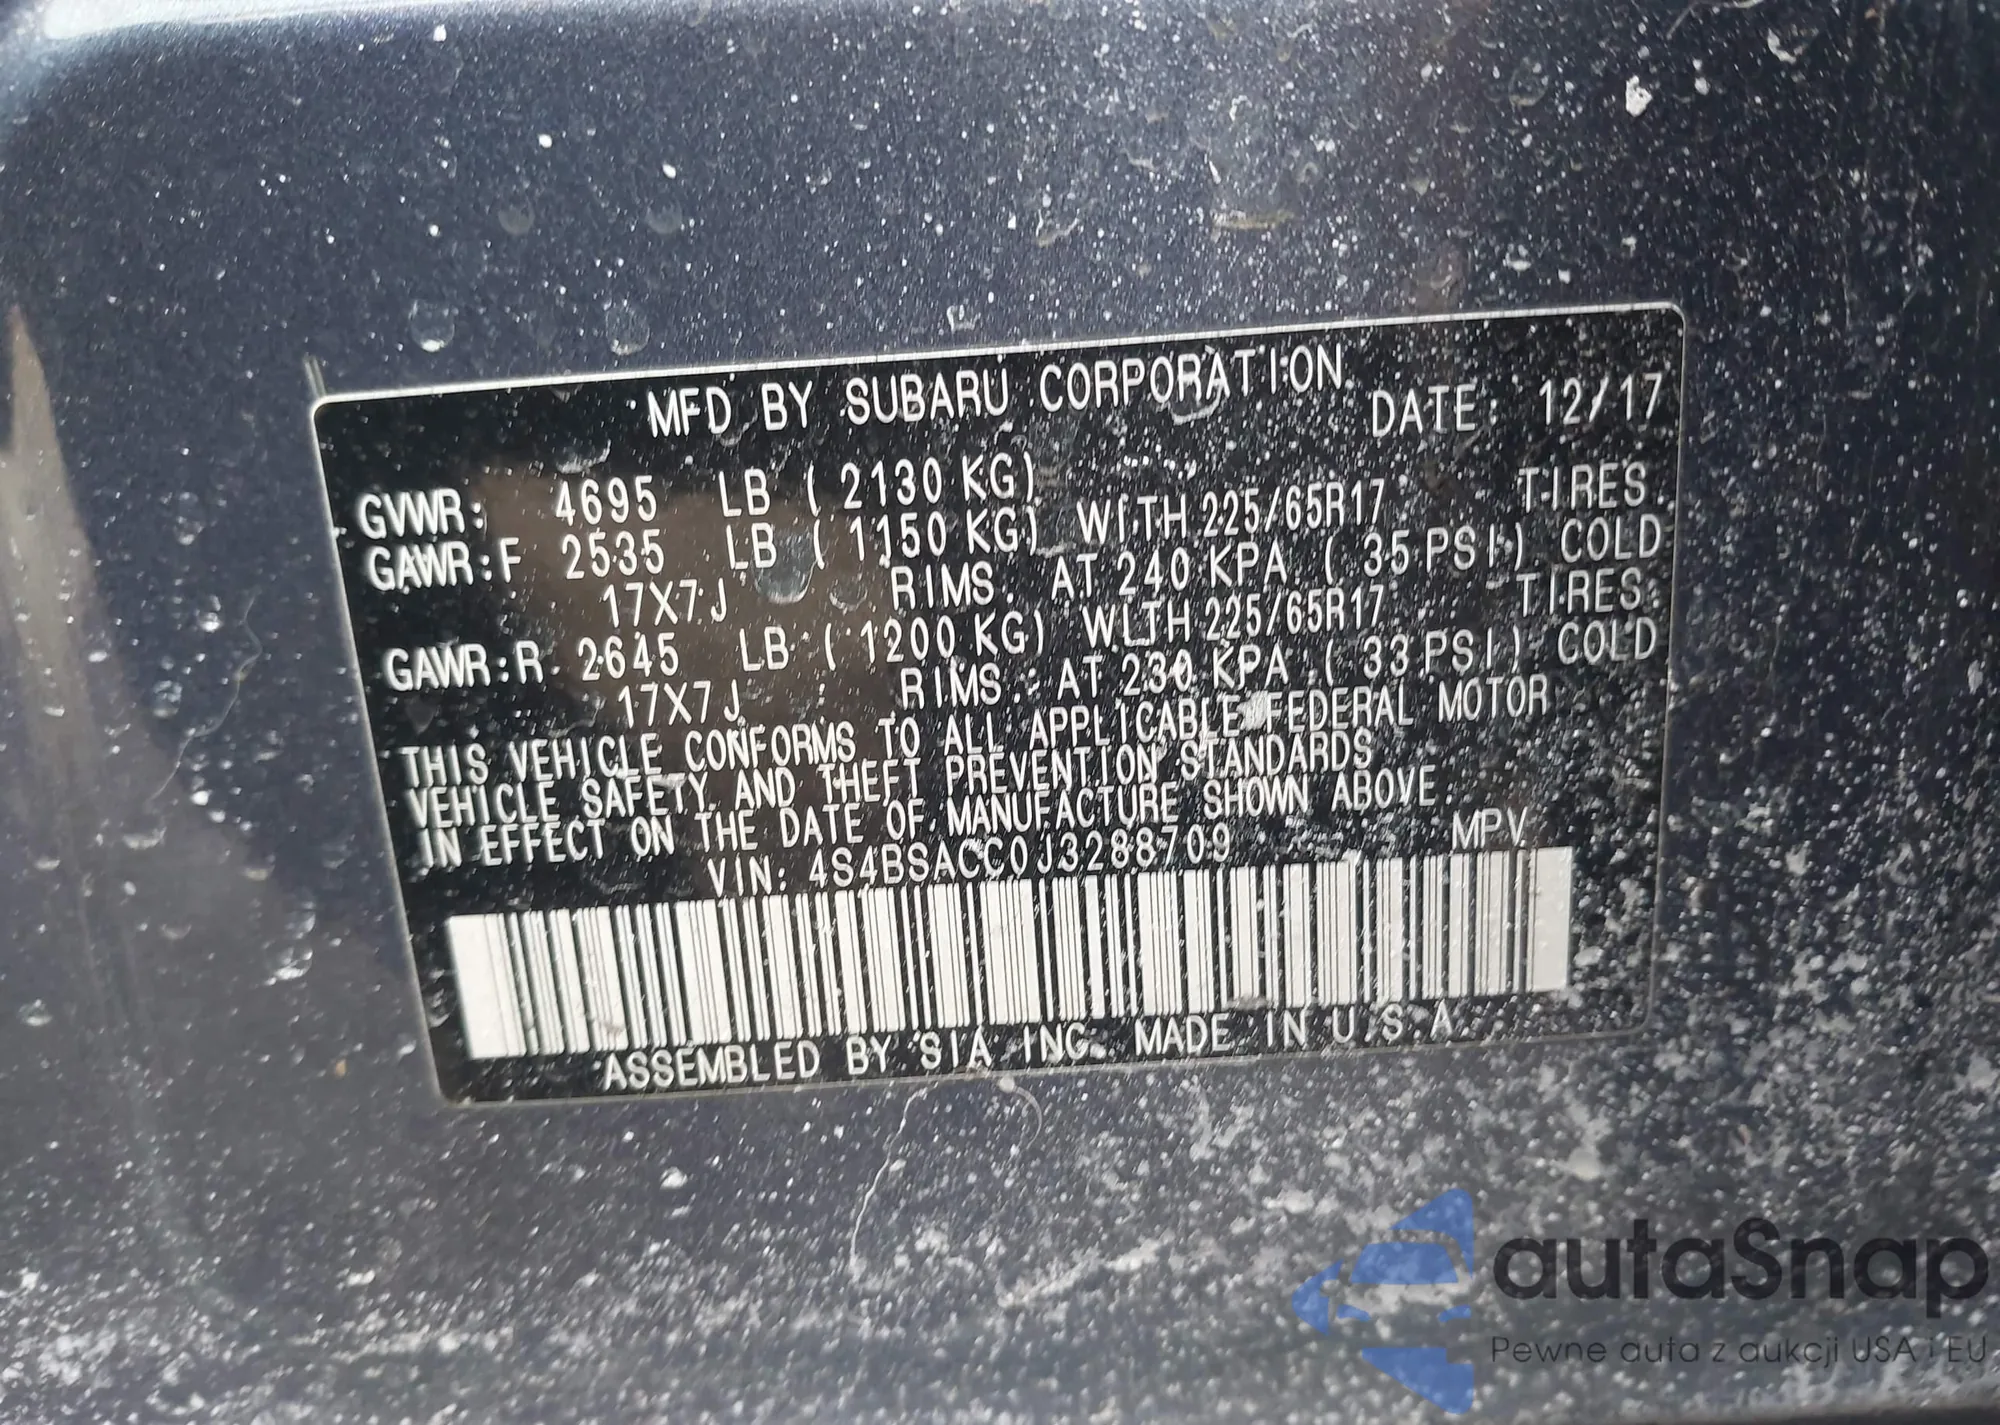 MFD BY SUBARU CORPORATION DATE: 12/17
GVWR: 4695 LB (2130 KG)
GAWR:F 2535 LB (1150 KG) WITH 225/65R17 TIRES
17X7J RIMS. AT 240 KPA (35 PSI) COLD
GAWR:R 2645 LB (1200 KG) WITH 225/65R17 TIRES
17X7J RIMS. AT 230 KPA (33 PSI) COLD
THIS VEHICLE CONFORMS TO ALL APPLICABLE FEDERAL MOTOR
VEHICLE SAFETY AND THEFT PREVENTION STANDARDS
IN EFFECT ON THE DATE OF MANUFACTURE SHOWN ABOVE.
VIN: 4S4BSACC0J3288709 MPV
ASSEMBLED BY SIA INC. MADE IN U.S.A
autaSnap
Pewne auta z aukcji USA i EU